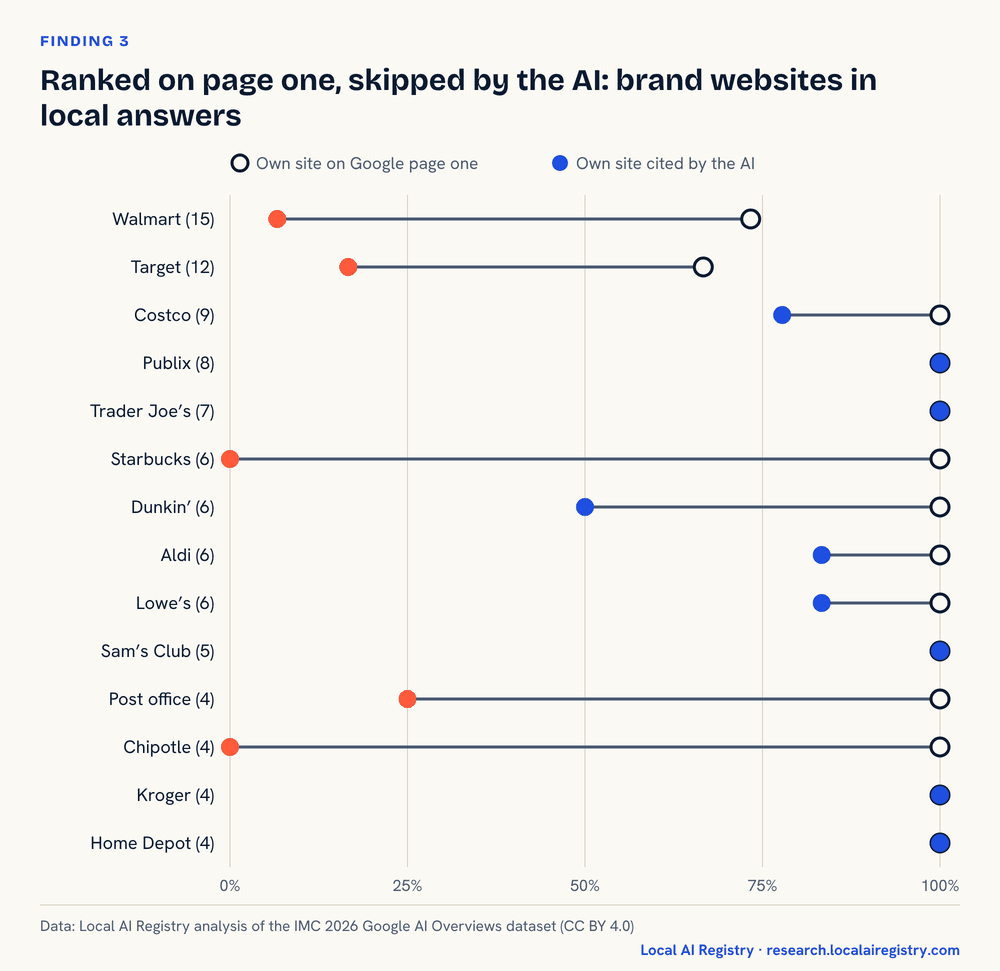 FINDING 3
Ranked on page one, skipped by the AI: brand websites in
local answers
Own site on Google page one
Own site cited by the AI
Walmart (15)
Target (12)
Costco (9)
Publix (8)
Trader Joe’s (7)
Starbucks (6)
Dunkin’ (6)
Aldi (6)
Lowe’s (6)
Sam’s Club (5)
Post office (4)
Chipotle (4)
Kroger (4)
Home Depot (4)
0% 25% 50% 75% 100%
Data: Local AI Registry analysis of the IMC 2026 Google AI Overviews dataset (CC BY 4.0)
Local AI Registry · research.localairegistry.com